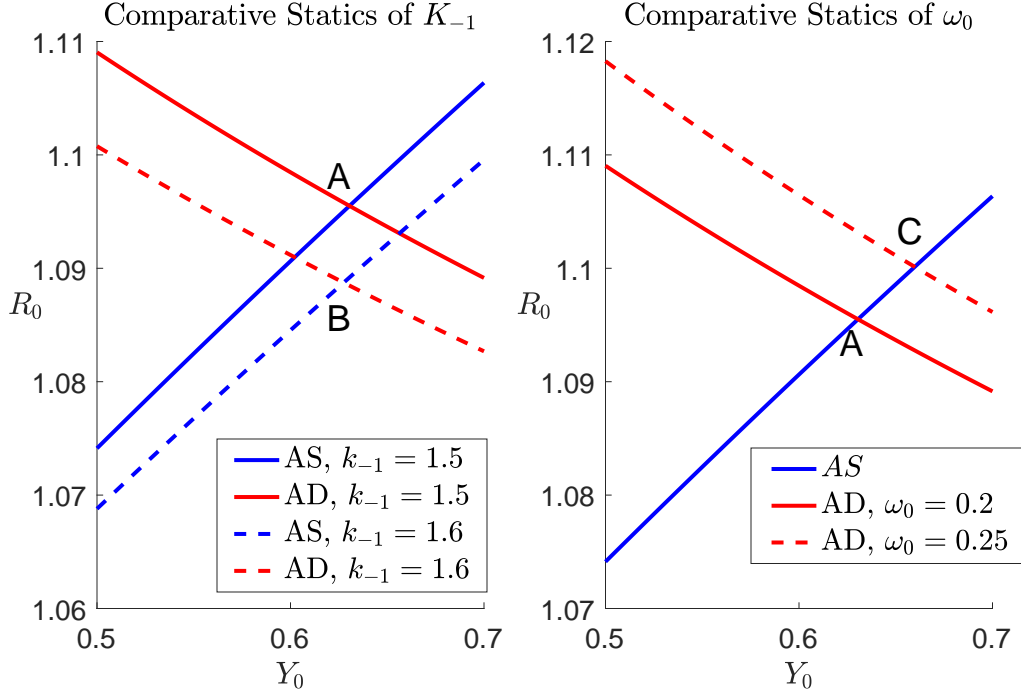 Comparative Statics of K₋₁
1.11
1.1
1.09
1.08
1.07
1.06
R₀
A
B
AS, k₋₁ = 1.5
AD, k₋₁ = 1.5
AS, k₋₁ = 1.6
AD, k₋₁ = 1.6
0.5
0.6
0.7
Y₀
Comparative Statics of ω₀
1.12
1.11
1.1
1.09
1.08
1.07
R₀
C
A
AS
AD, ω₀ = 0.2
AD, ω₀ = 0.25
0.5
0.6
0.7
Y₀